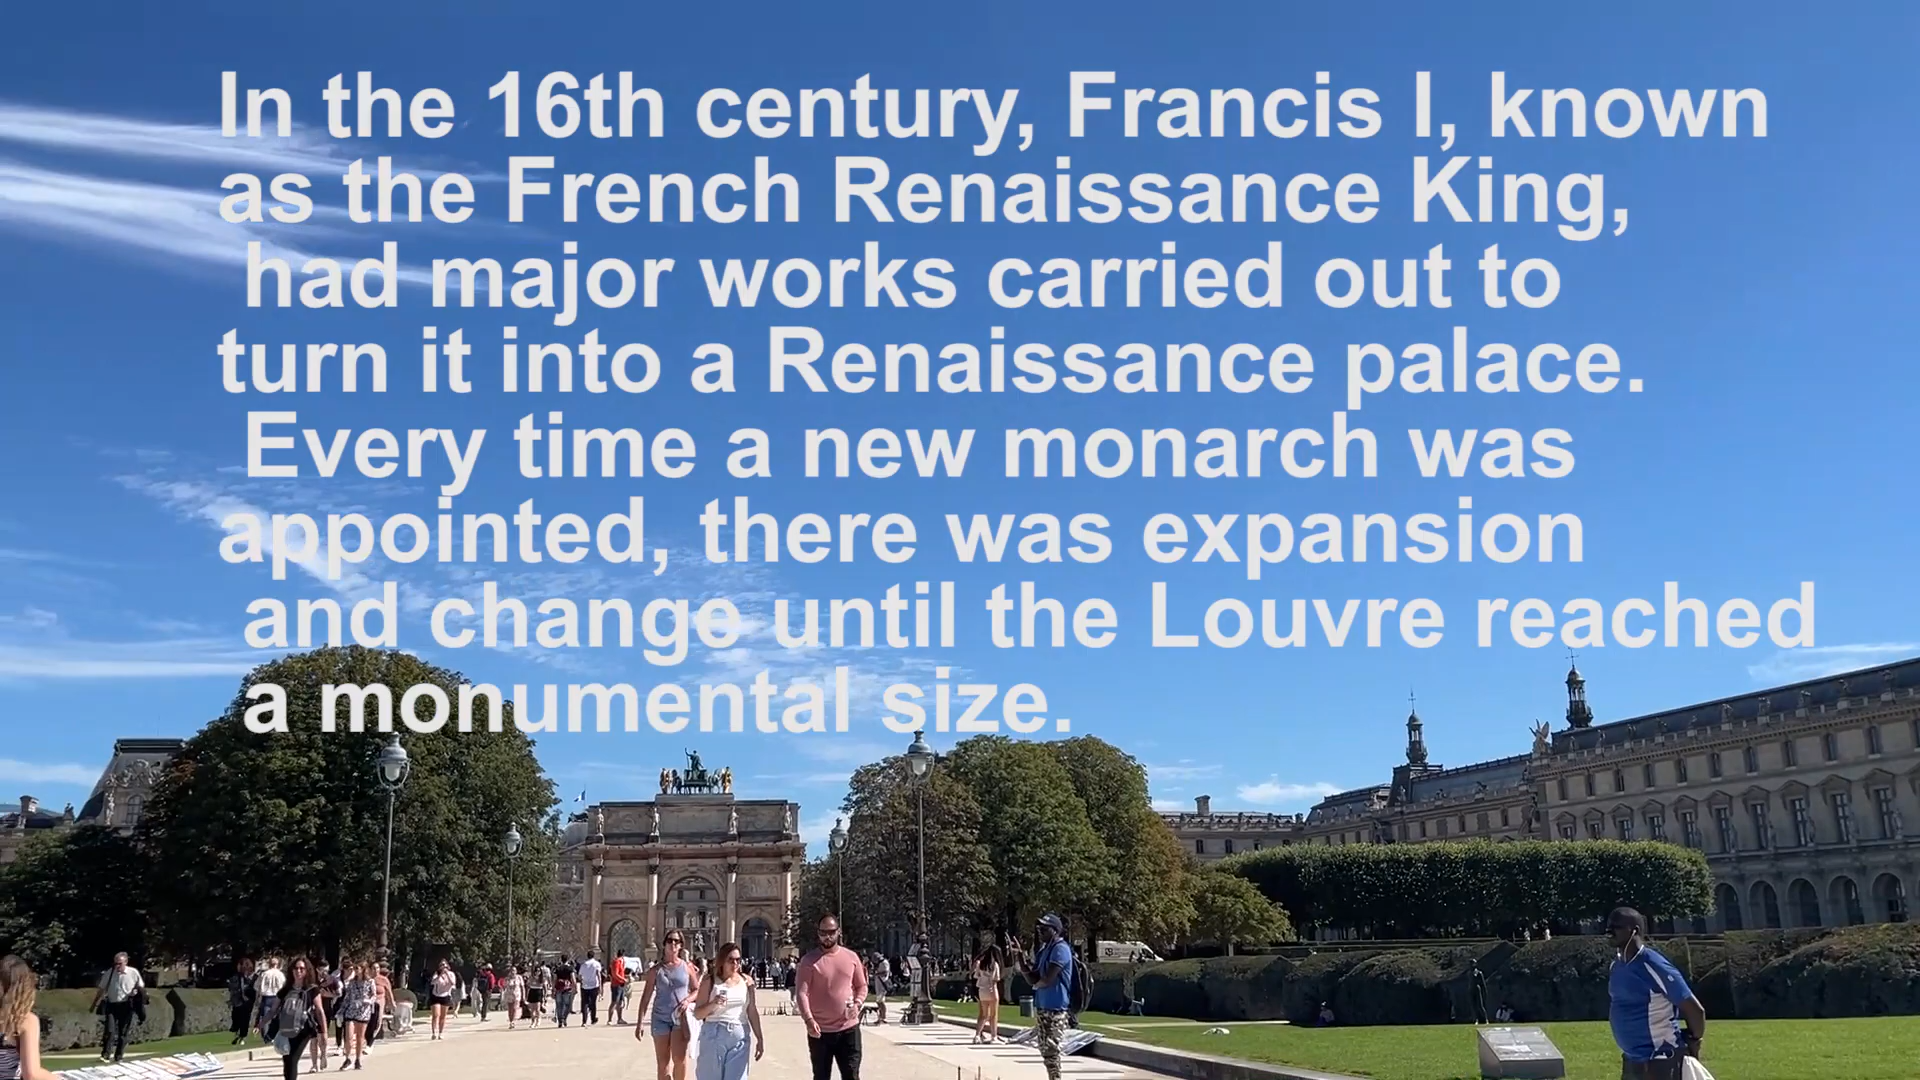 In the 16th century, Francis I, known
as the French Renaissance King,
had major works carried out to
turn it into a Renaissance palace.
Every time a new monarch was
appointed, there was expansion
and change until the Louvre reached
a monumental size.